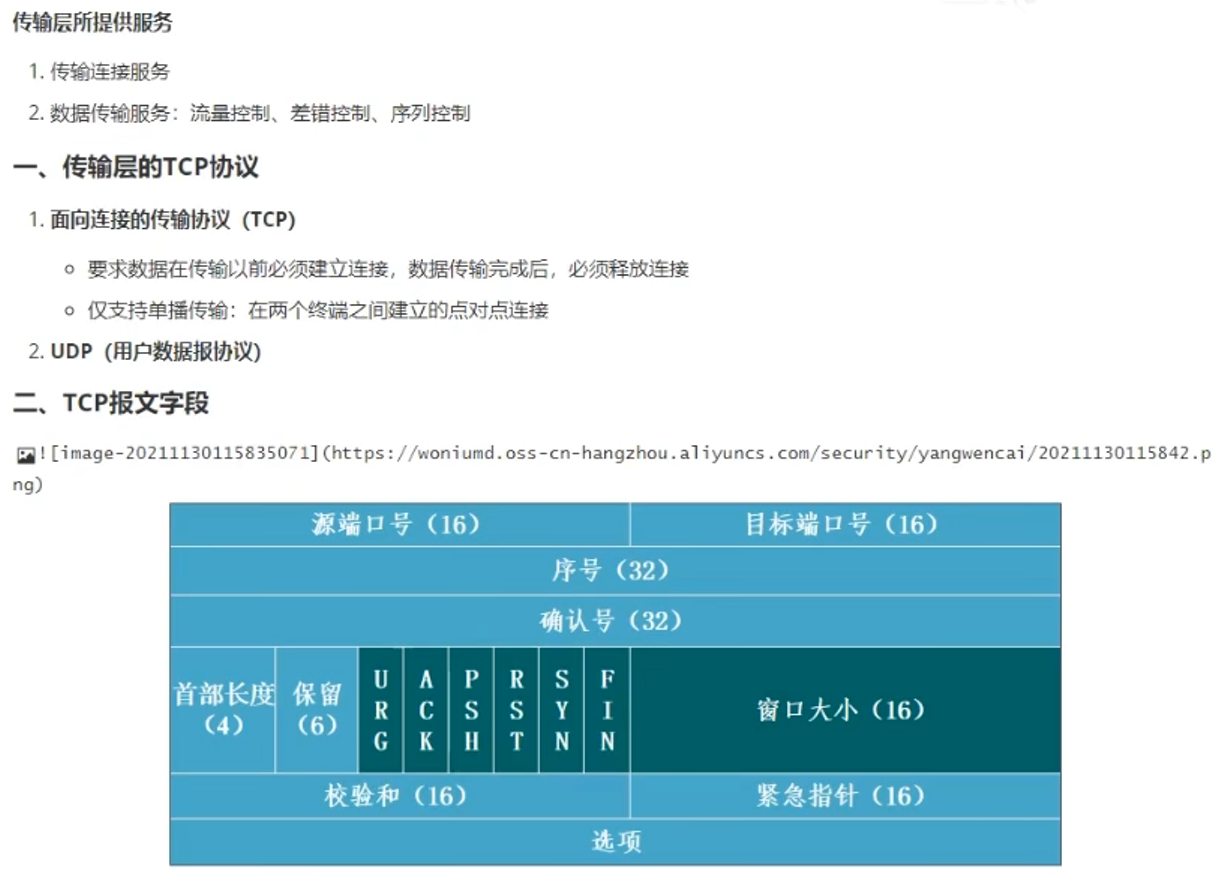 传输层所提供服务
1. 传输连接服务
2. 数据传输服务：流量控制、差错控制、序列控制
一、传输层的TCP协议
1. 面向连接的传输协议（TCP）
要求数据在传输以前必须建立连接，数据传输完成后，必须释放连接
仅支持单播传输：在两个终端之间建立的点对点连接
2. UDP（用户数据报协议)
二、TCP报文字段
![image-20211130115835071](https://woniumd.oss-cn-hangzhou.aliyuncs.com/security/yangwencai/20211130115842.p
ng)
源端口号（16） 目标端口号（16）
序号（32）
确认号（32）
首部长度（4） 保留（6） URG ACK PSH RST SYN FIN 窗口大小（16）
校验和（16） 紧急指针（16）
选项